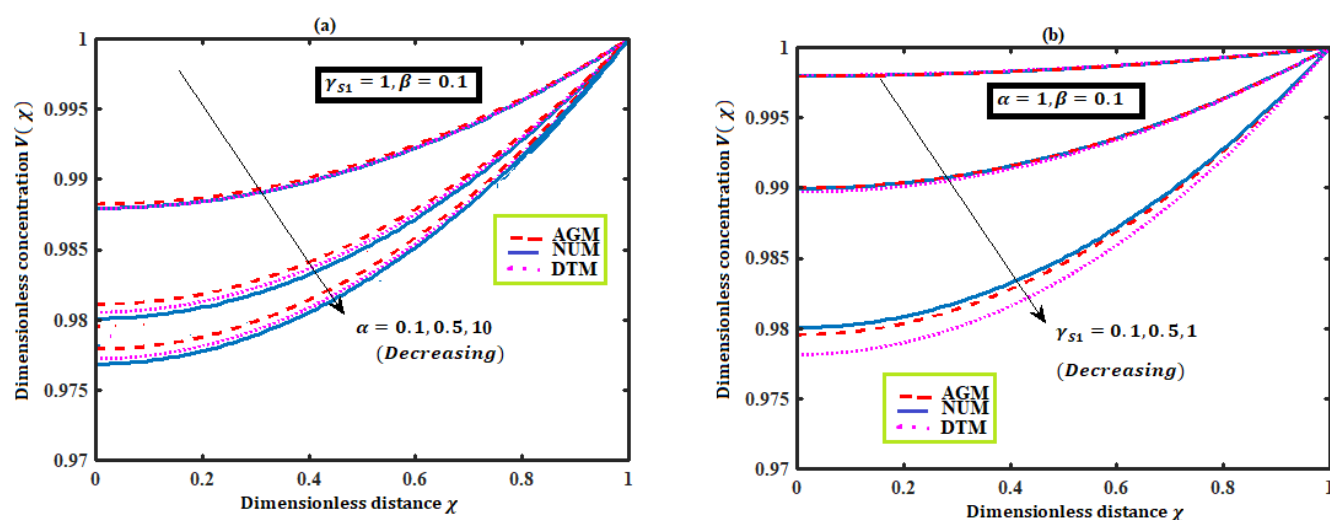 (a)
Dimensionless concentration V( χ)
1
0.995
0.99
0.985
0.98
0.975
0.97
γS1 = 1, β = 0.1
AGM
NUM
DTM
α = 0.1, 0.5, 10
(Decreasing)
0 0.2 0.4 0.6 0.8 1
Dimensionless distance χ
(b)
Dimensionless concentration V( χ)
1
0.995
0.99
0.985
0.98
0.975
0.97
α = 1, β = 0.1
γS1 = 0.1, 0.5, 1
(Decreasing)
AGM
NUM
DTM
0 0.2 0.4 0.6 0.8 1
Dimensionless distance χ